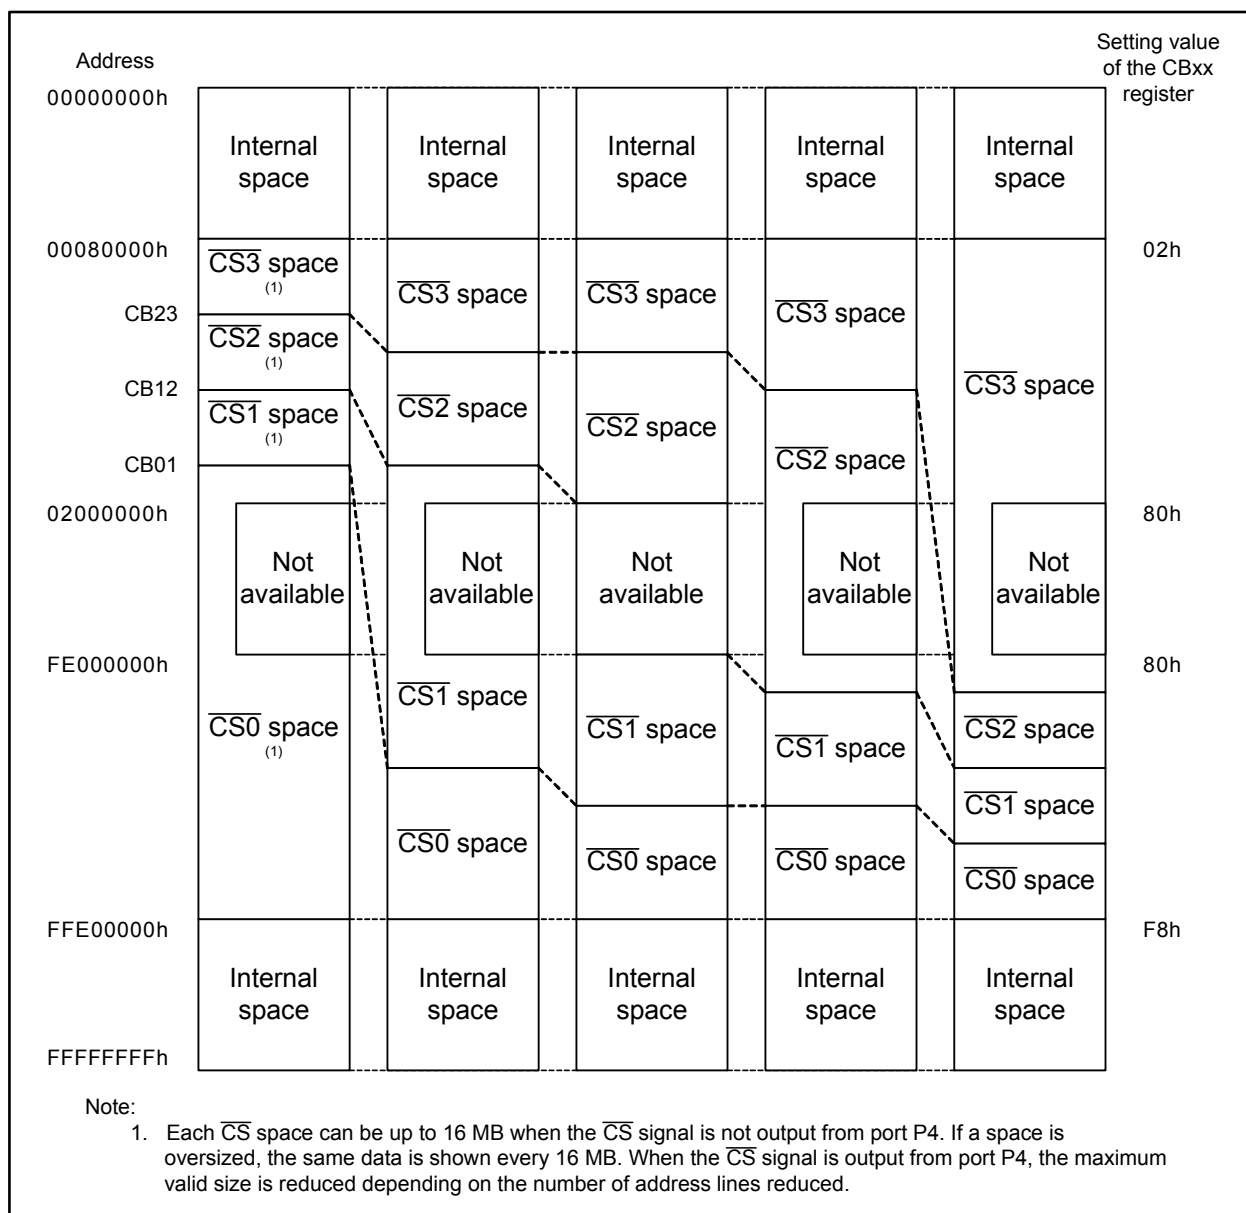 Address
Setting value
of the CBxx
register
00000000h
Internal
space
Internal
space
Internal
space
Internal
space
Internal
space
00080000h
02h
CS3 space
(1)
CS3 space
CS3 space
CS3 space
CS3 space
CB23
CS2 space
(1)
CB12
CS2 space
CS2 space
CS2 space
CS1 space
(1)
CB01
02000000h
80h
Not
available
Not
available
Not
available
Not
available
Not
available
FE000000h
80h
CS0 space
(1)
CS1 space
CS1 space
CS1 space
CS2 space
CS1 space
CS0 space
CS0 space
CS0 space
CS0 space
FFE00000h
F8h
Internal
space
Internal
space
Internal
space
Internal
space
Internal
space
FFFFFFFFh
Note:
1. Each CS space can be up to 16 MB when the CS signal is not output from port P4. If a space is
oversized, the same data is shown every 16 MB. When the CS signal is output from port P4, the maximum
valid size is reduced depending on the number of address lines reduced.